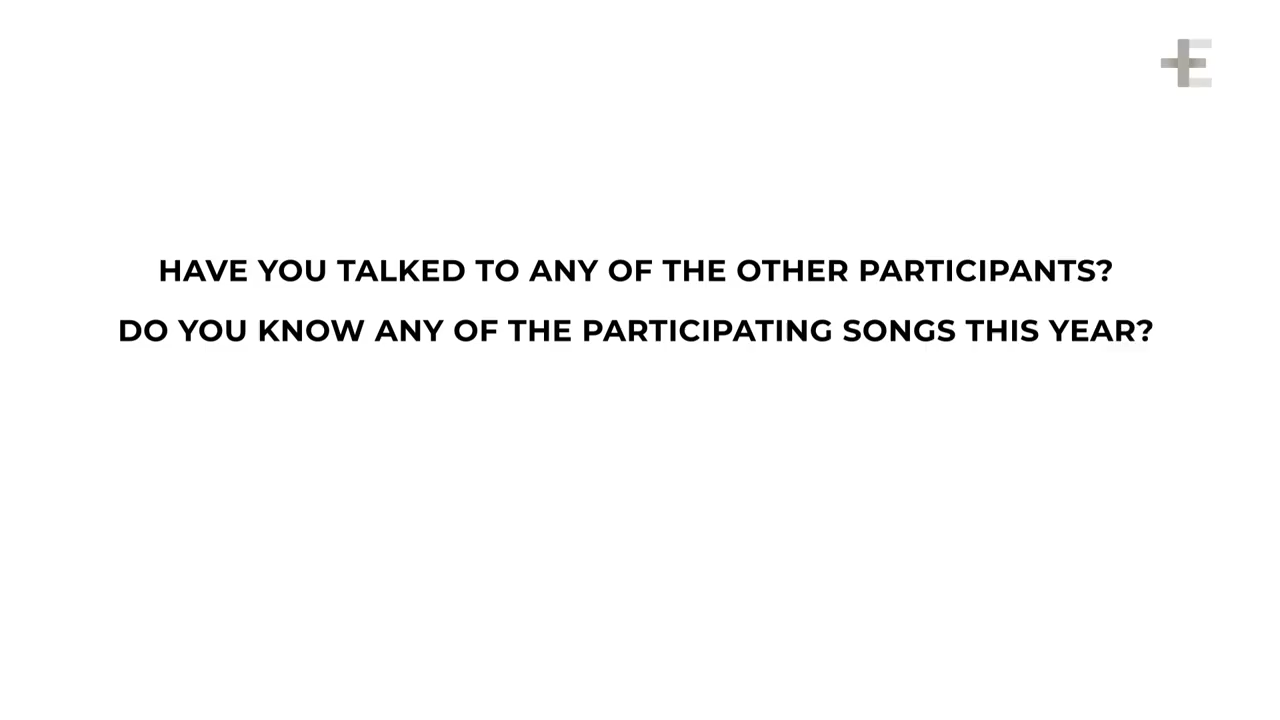 HAVE YOU TALKED TO ANY OF THE OTHER PARTICIPANTS?
DO YOU KNOW ANY OF THE PARTICIPATING SONGS THIS YEAR?
+E